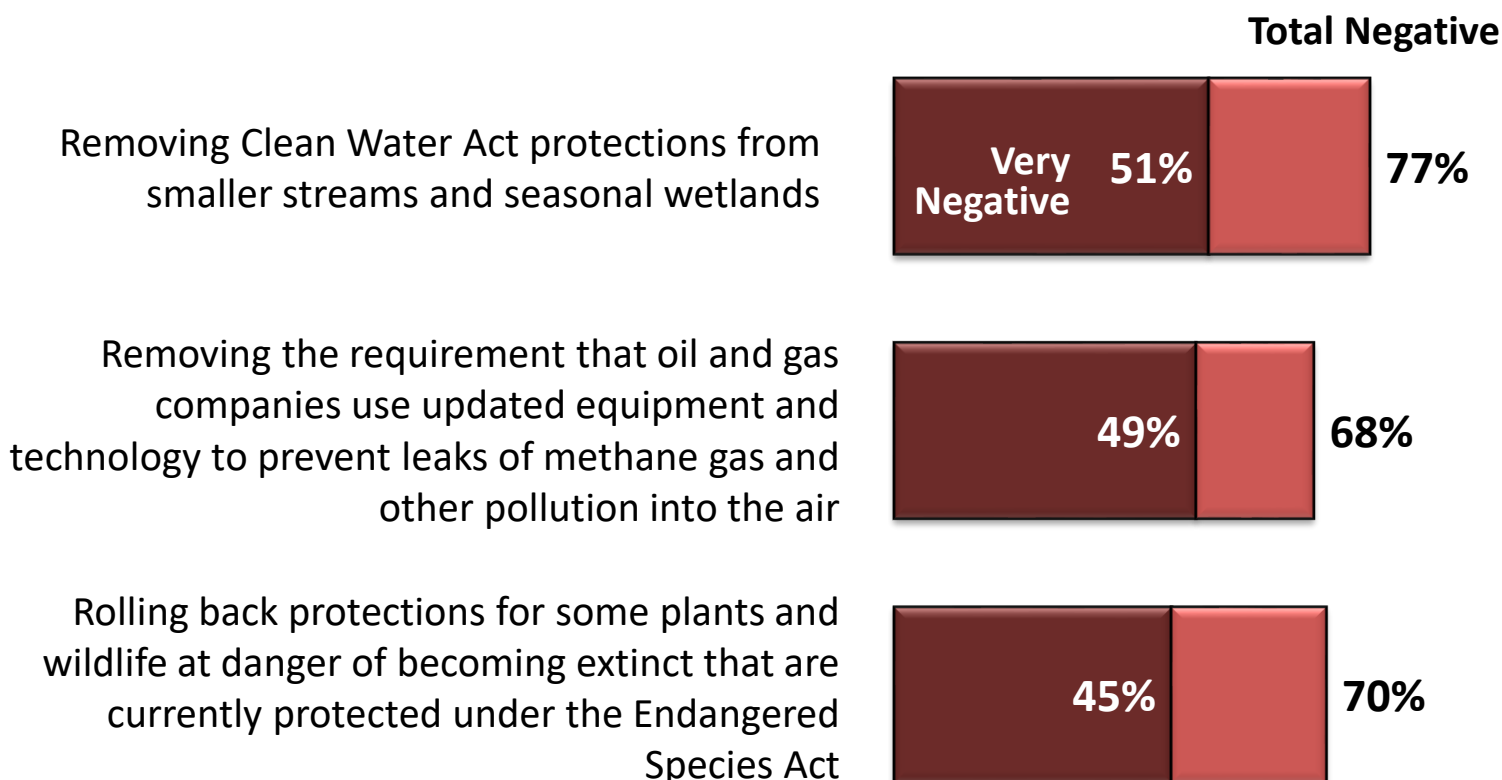 Total Negative
Removing Clean Water Act protections from
smaller streams and seasonal wetlands
Very
Negative
51%
77%
Removing the requirement that oil and gas
companies use updated equipment and
technology to prevent leaks of methane gas and
other pollution into the air
49%
68%
Rolling back protections for some plants and
wildlife at danger of becoming extinct that are
currently protected under the Endangered
Species Act
45%
70%